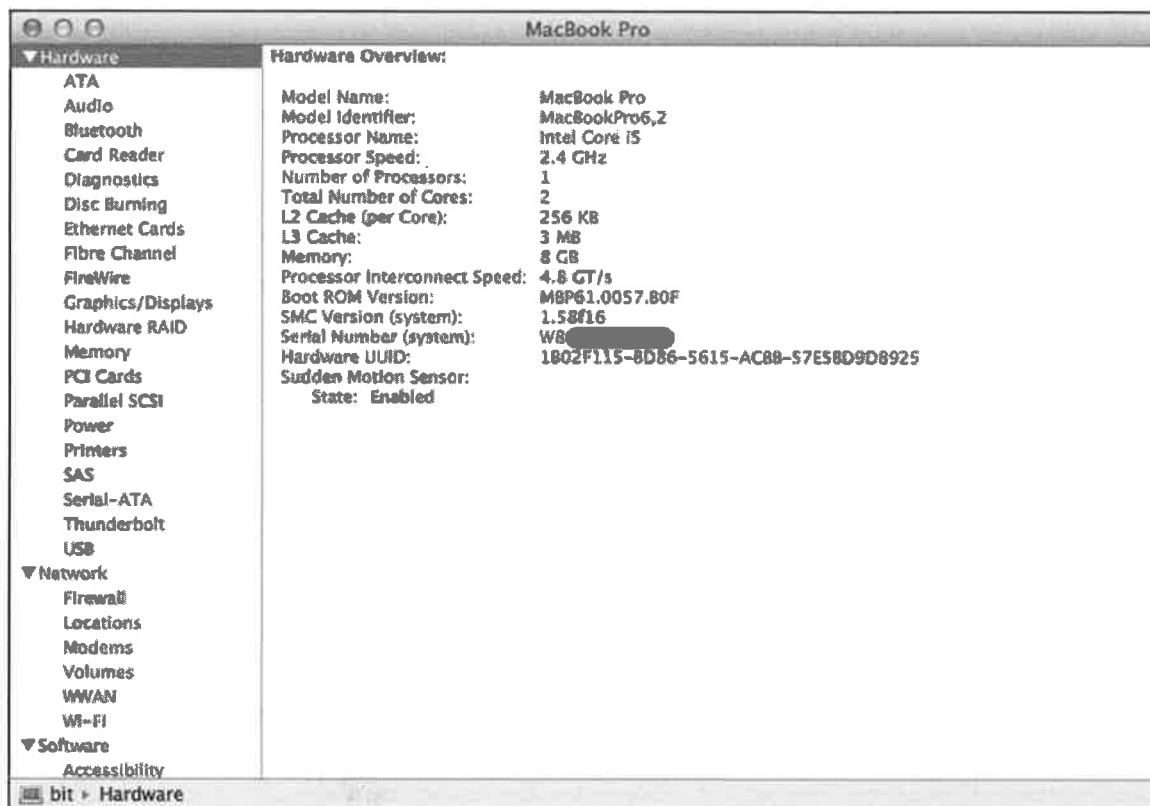 MacBook Pro
▼Hardware
ATA
Audio
Bluetooth
Card Reader
Diagnostics
Disc Burning
Ethernet Cards
Fibre Channel
FireWire
Graphics/Displays
Hardware RAID
Memory
PCI Cards
Parallel SCSI
Power
Printers
SAS
Serial-ATA
Thunderbolt
USB
▼Network
Firewall
Locations
Modems
Volumes
WWAN
Wi-Fi
▼Software
Accessibility
Hardware Overview:
Model Name: MacBook Pro
Model Identifier: MacBookPro6,2
Processor Name: Intel Core i5
Processor Speed: 2.4 GHz
Number of Processors: 1
Total Number of Cores: 2
L2 Cache (per Core): 256 KB
L3 Cache: 3 MB
Memory: 8 GB
Processor Interconnect Speed: 4.8 GT/s
Boot ROM Version: MBP61.0057.B0F
SMC Version (system): 1.58f16
Serial Number (system): W8
Hardware UUID:
Sudden Motion Sensor:
State: Enabled
bit ▸ Hardware